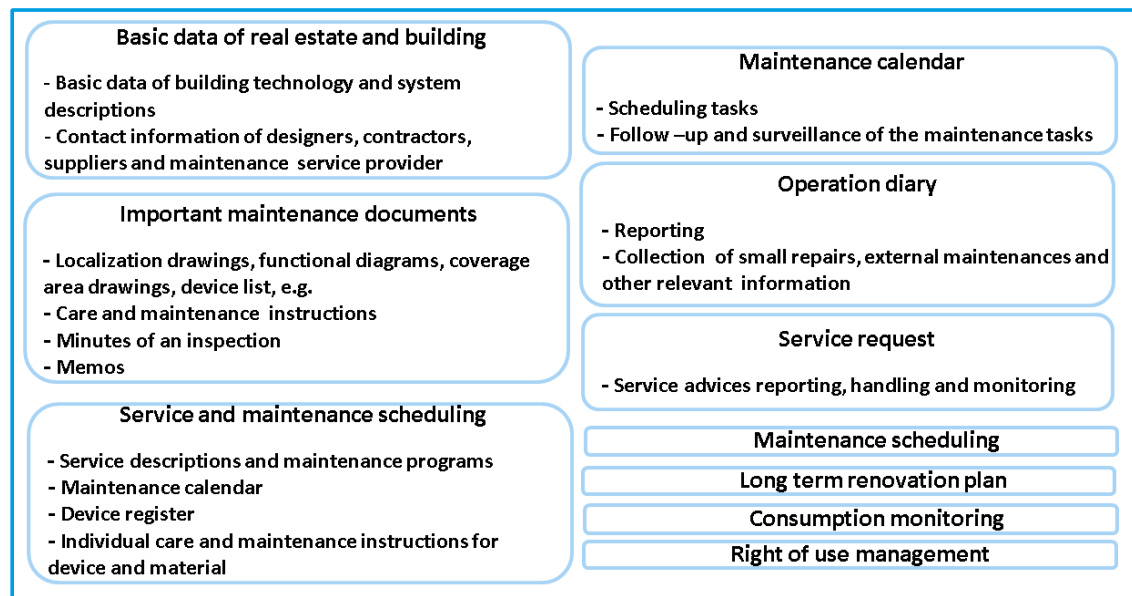 Basic data of real estate and building
- Basic data of building technology and system
descriptions
- Contact information of designers, contractors,
suppliers and maintenance service provider
Important maintenance documents
- Localization drawings, functional diagrams, coverage
area drawings, device list, e.g.
- Care and maintenance instructions
- Minutes of an inspection
- Memos
Service and maintenance scheduling
- Service descriptions and maintenance programs
- Maintenance calendar
- Device register
- Individual care and maintenance instructions for
device and material
Maintenance calendar
- Scheduling tasks
- Follow –up and surveillance of the maintenance tasks
Operation diary
- Reporting
- Collection of small repairs, external maintenances and
other relevant information
Service request
- Service advices reporting, handling and monitoring
Maintenance scheduling
Long term renovation plan
Consumption monitoring
Right of use management